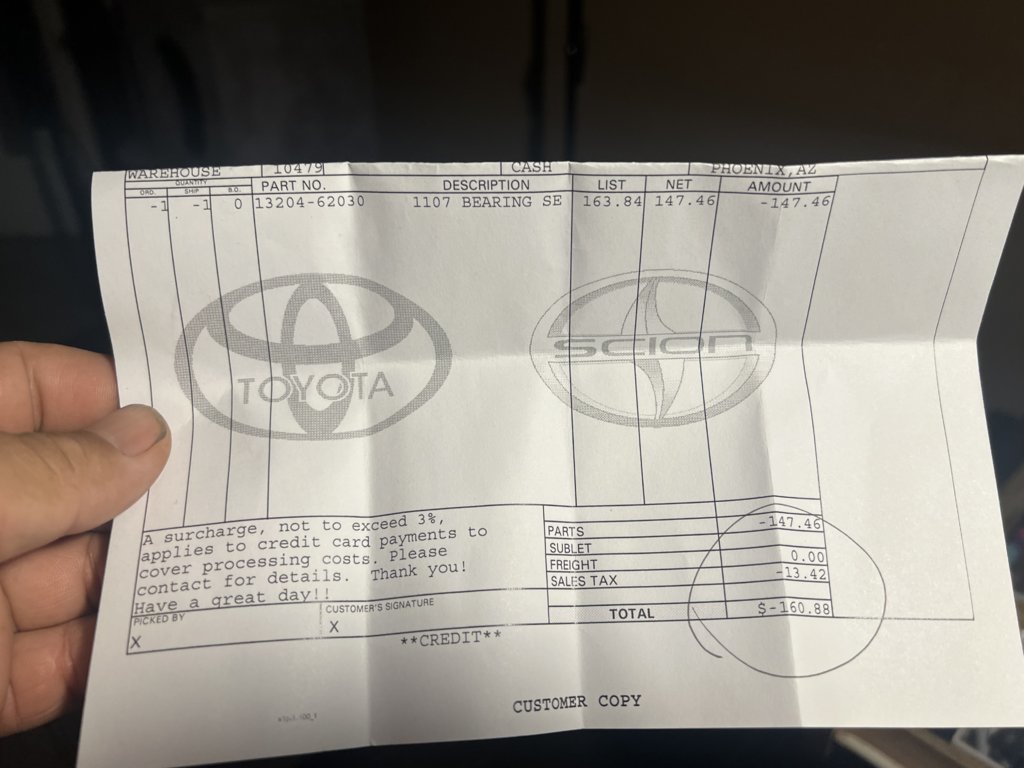 WAREHOUSE 10479 CASH PHOENIX, AZ
QUANTITY
ORD. SHIP B.O. PART NO. DESCRIPTION LIST NET AMOUNT
-1 -1 0 13204-62030 1107 BEARING SE 163.84 147.46 -147.46
TOYOTA
SCION
A surcharge, not to exceed 3%,
applies to credit card payments to
cover processing costs. Please
contact for details. Thank you!
Have a great day!!
PARTS -147.46
SUBLET
FREIGHT 0.00
SALES TAX -13.42
TOTAL $-160.88
PICKED BY
X
CUSTOMER'S SIGNATURE
X
**CREDIT**
CUSTOMER COPY